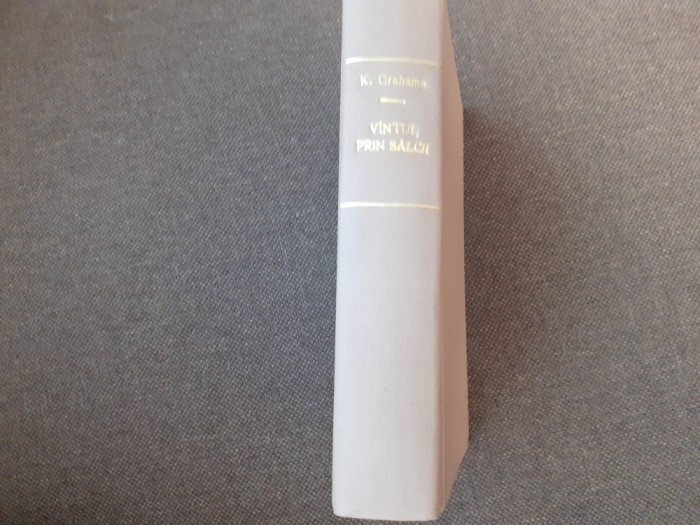 K. Grahame
VÎNTUL
PRIN SĂLCII